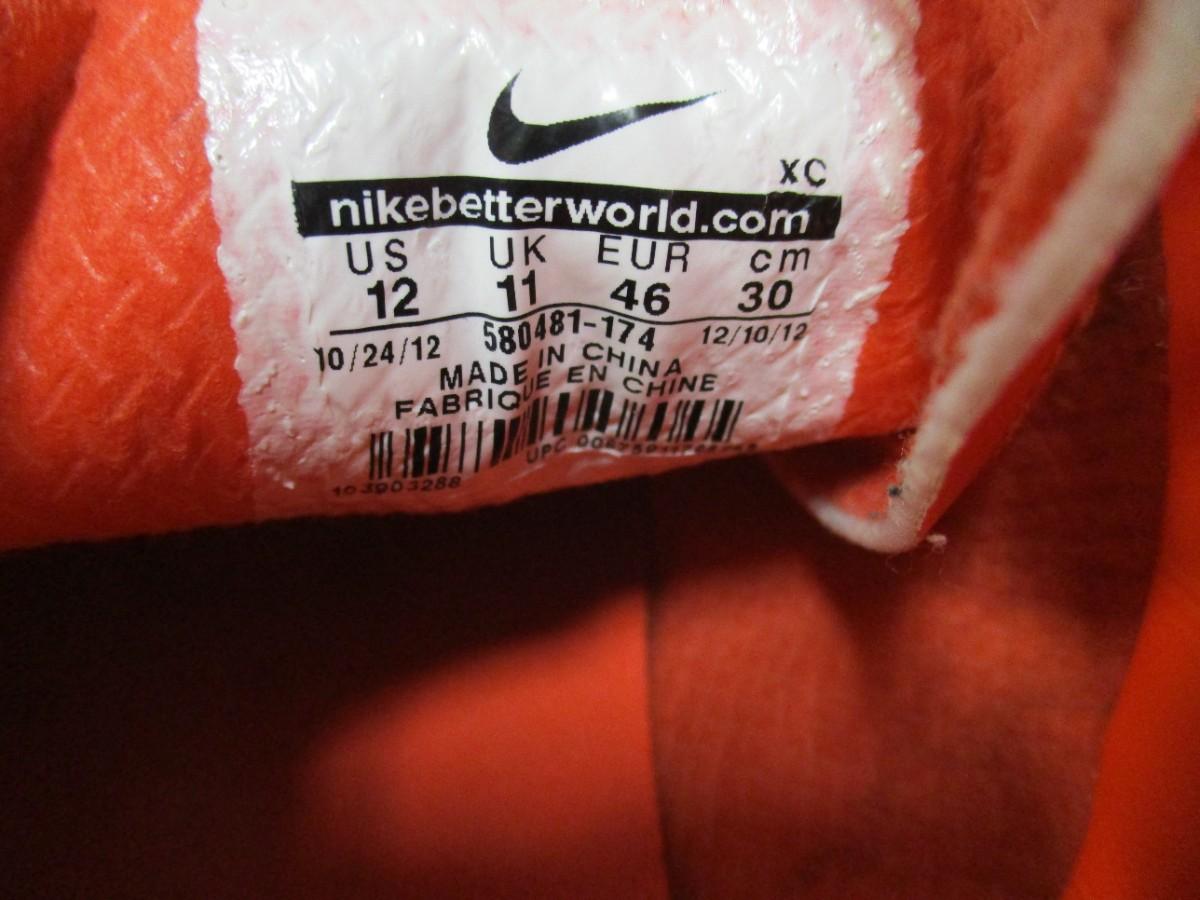 XC
nikebetterworld.com
US UK EUR cm
12 11 46 30
10/24/12 580481-174 12/10/12
MADE IN CHINA
FABRIQUE EN CHINE
UPC
103903288